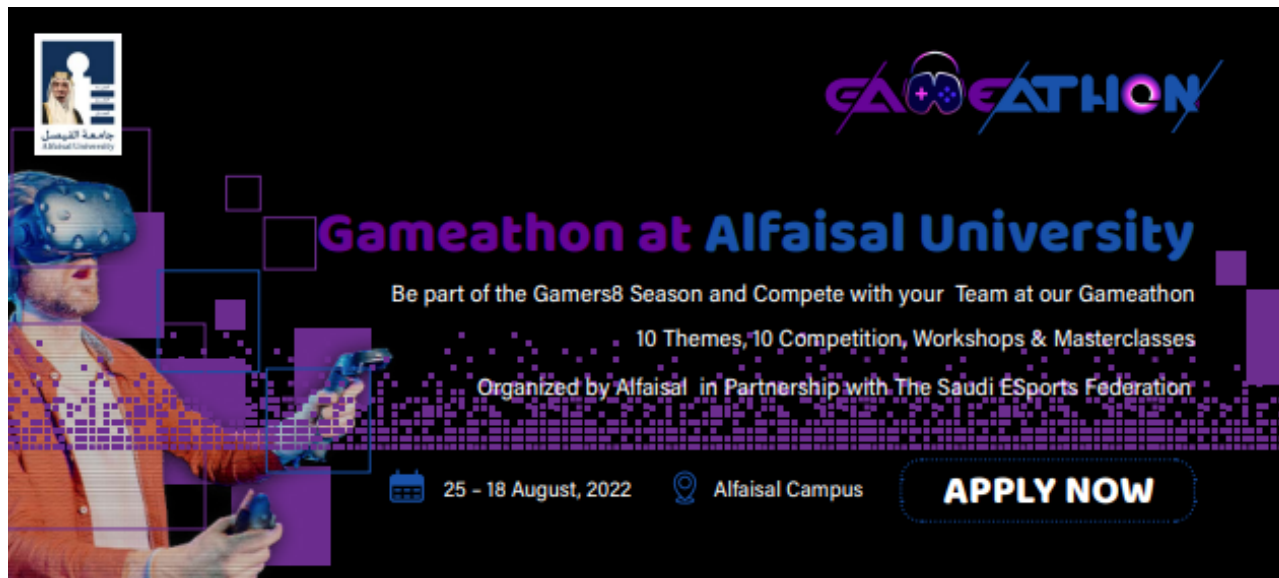 جامعة الفيصل
Alfaisal University
GAMEATHON
Gameathon at Alfaisal University
Be part of the Gamers8 Season and Compete with your Team at our Gameathon
10 Themes, 10 Competition, Workshops & Masterclasses
Organized by Alfaisal in Partnership with The Saudi ESports Federation
25 – 18 August, 2022
Alfaisal Campus
APPLY NOW